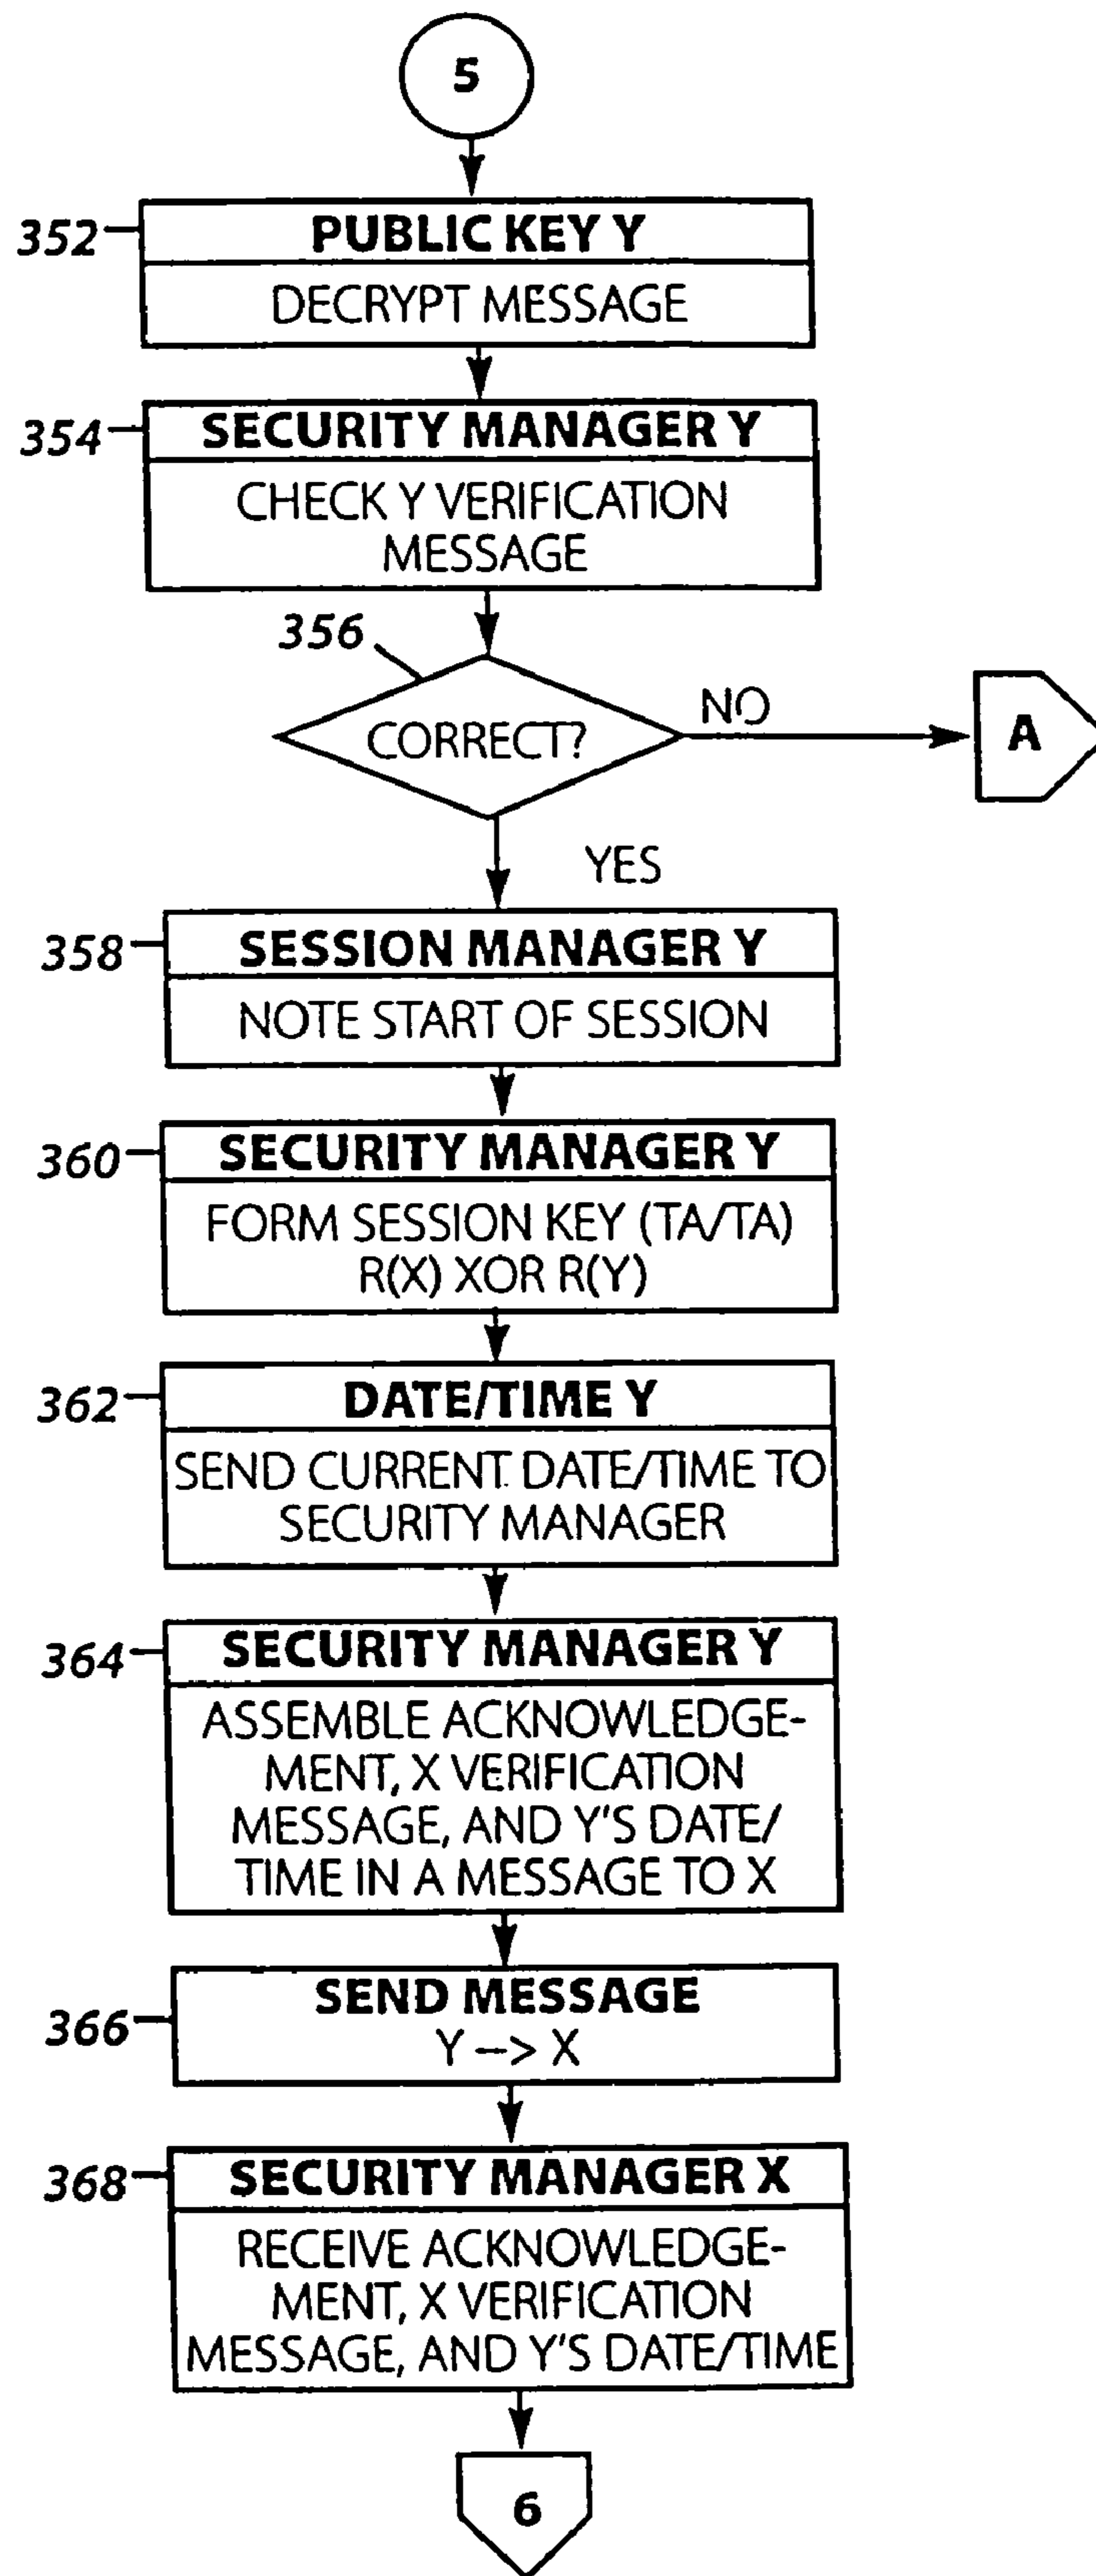 5
352
PUBLIC KEY Y
DECRYPT MESSAGE
354
SECURITY MANAGER Y
CHECK Y VERIFICATION
MESSAGE
356
CORRECT?
NO
A
YES
358
SESSION MANAGER Y
NOTE START OF SESSION
360
SECURITY MANAGER Y
FORM SESSION KEY (TA/TA)
R(X) XOR R(Y)
362
DATE/TIME Y
SEND CURRENT DATE/TIME TO
SECURITY MANAGER
364
SECURITY MANAGER Y
ASSEMBLE ACKNOWLEDGE-
MENT, X VERIFICATION
MESSAGE, AND Y'S DATE/
TIME IN A MESSAGE TO X
366
SEND MESSAGE
Y --> X
368
SECURITY MANAGER X
RECEIVE ACKNOWLEDGE-
MENT, X VERIFICATION
MESSAGE, AND Y'S DATE/TIME
6